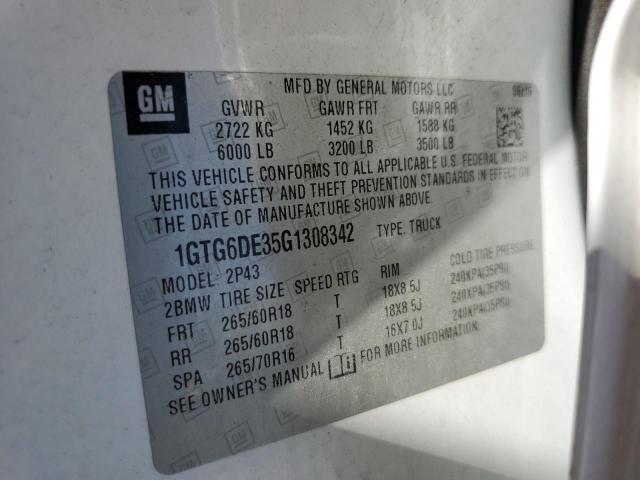 GM
MFD BY GENERAL MOTORS LLC 06/16
GVWR GAWR FRT GAWR RR
2722 KG 1452 KG 1588 KG
6000 LB 3200 LB 3500 LB
THIS VEHICLE CONFORMS TO ALL APPLICABLE U.S. FEDERAL MOTOR
VEHICLE SAFETY AND THEFT PREVENTION STANDARDS IN EFFECT ON
THE DATE OF MANUFACTURE SHOWN ABOVE.
1GTG6DE35G1308342 TYPE: TRUCK
MODEL: 2P43
2BMW TIRE SIZE SPEED RTG RIM COLD TIRE PRESSURE
FRT 265/60R18 T 18X8.5J 240KPA(35PSI)
RR 265/60R18 T 18X8.5J 240KPA(35PSI)
SPA 265/70R16 T 16X7.0J 240KPA(35PSI)
SEE OWNER'S MANUAL FOR MORE INFORMATION.